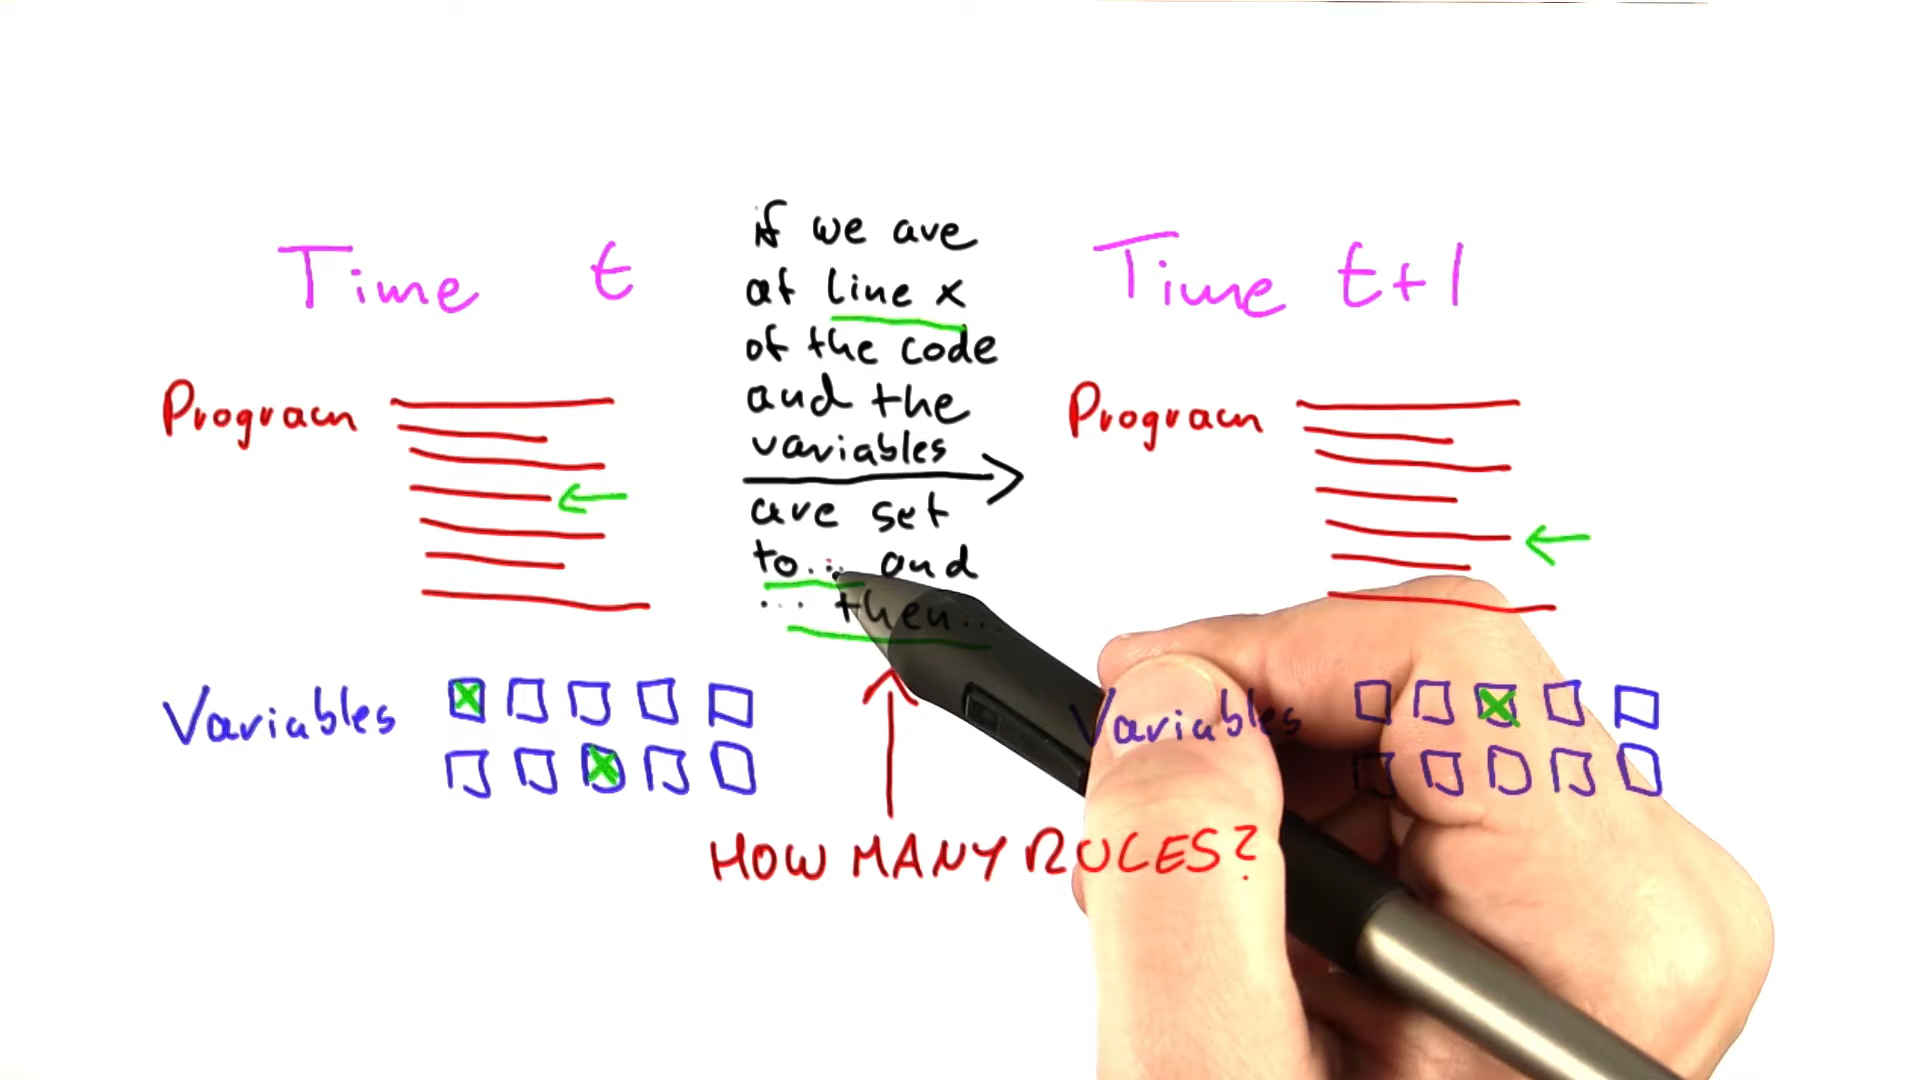 Time t
if we are
at line x
of the code
and the
variables
are set
to... and
... then...
Time t+1
Program
Program
Variables
Variables
HOW MANY RULES?